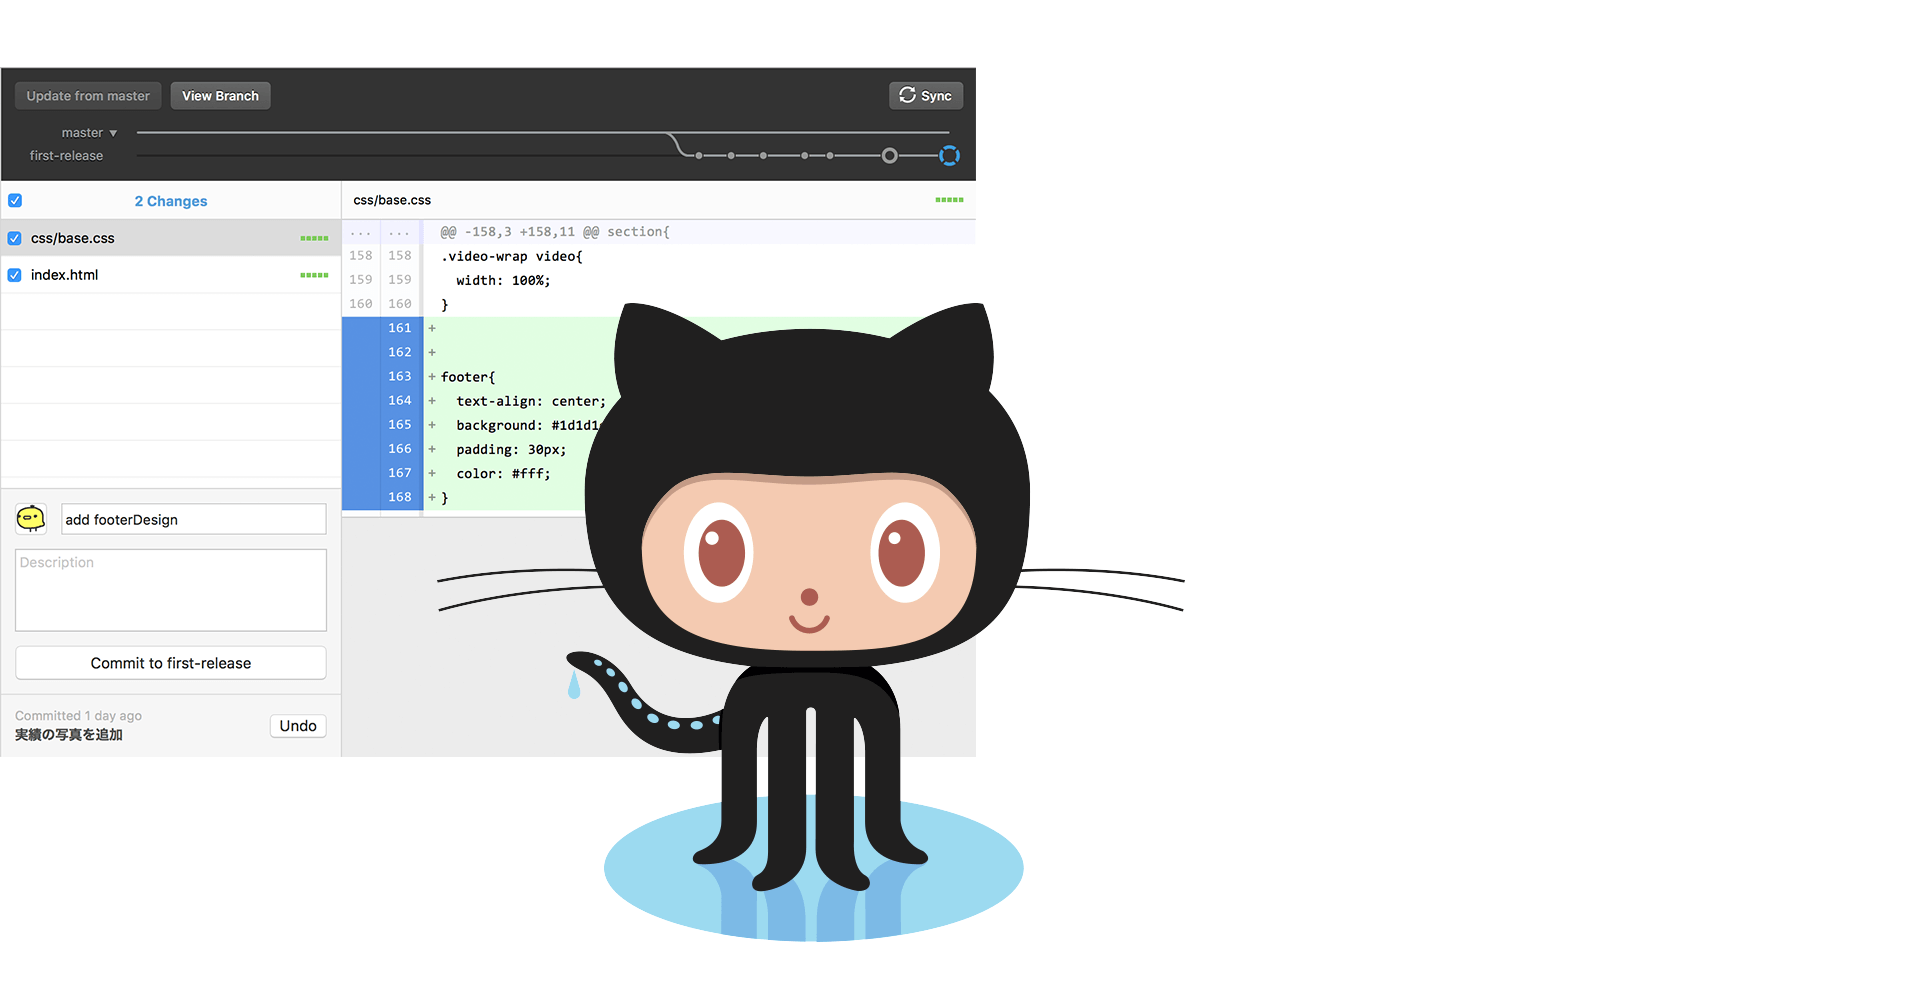 Update from master
View Branch
Sync
master
first-release
2 Changes
css/base.css
index.html
css/base.css
... ... @@ -158,3 +158,11 @@ section{
158 158 .video-wrap video{
159 159 width: 100%;
160 160 }
161 +
162 +
163 + footer{
164 + text-align: center;
165 + background: #1d1d1
166 + padding: 30px;
167 + color: #fff;
168 + }
add footerDesign
Description
Commit to first-release
Committed 1 day ago
実績の写真を追加
Undo